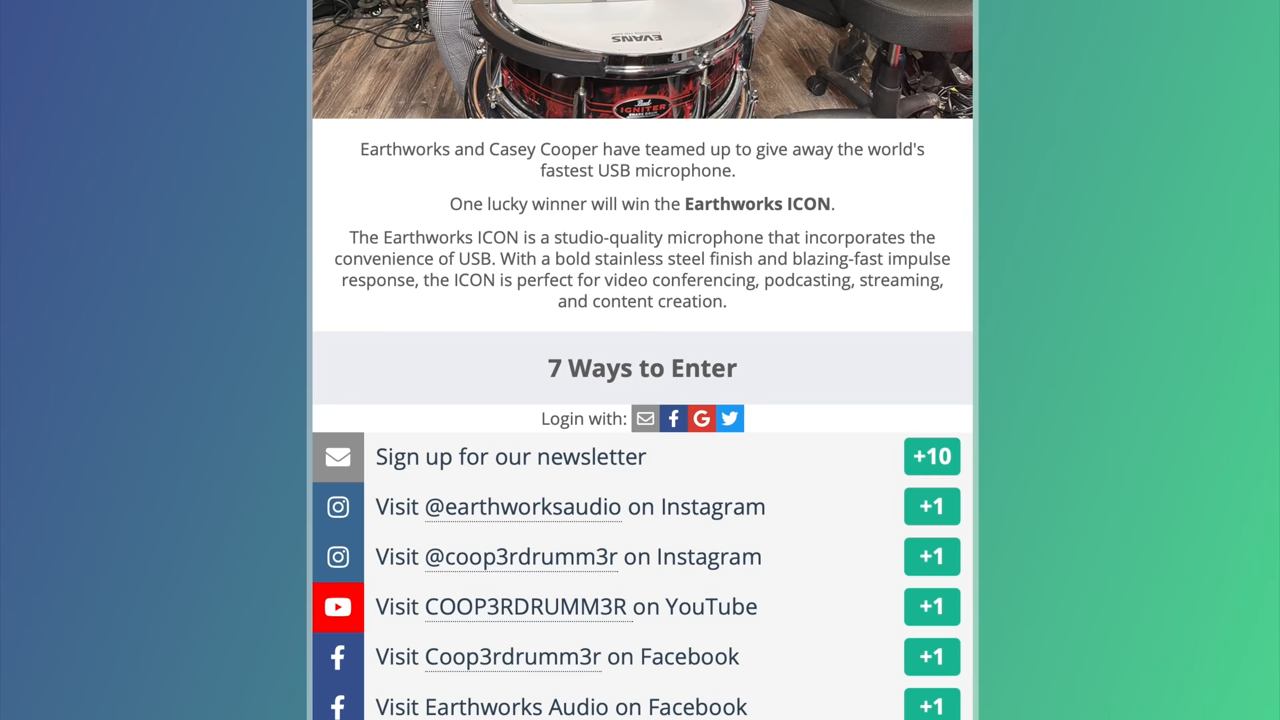 EVANS
Pearl
IGNITER
Earthworks and Casey Cooper have teamed up to give away the world's
fastest USB microphone.
One lucky winner will win the Earthworks ICON.
The Earthworks ICON is a studio-quality microphone that incorporates the
convenience of USB. With a bold stainless steel finish and blazing-fast impulse
response, the ICON is perfect for video conferencing, podcasting, streaming,
and content creation.
7 Ways to Enter
Login with:
Sign up for our newsletter +10
Visit @earthworksaudio on Instagram +1
Visit @coop3rdrumm3r on Instagram +1
Visit COOP3RDRUMM3R on YouTube +1
Visit Coop3rdrumm3r on Facebook +1
Visit Earthworks Audio on Facebook +1